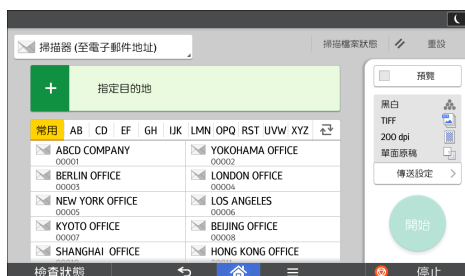 掃描器 (至電子郵件地址)
掃描檔案狀態
重設
指定目的地
預覽
常用 AB CD EF GH IJK LMN OPQ RST UVW XYZ
ABCD COMPANY
00001
YOKOHAMA OFFICE
00002
BERLIN OFFICE
00003
LONDON OFFICE
00004
NEW YORK OFFICE
00005
LOS ANGELES
00006
KYOTO OFFICE
00007
BEIJING OFFICE
00008
SHANGHAI OFFICE
HONG KONG OFFICE
黑白
TIFF
200 dpi
單面原稿
傳送設定
開始
檢查狀態
停止